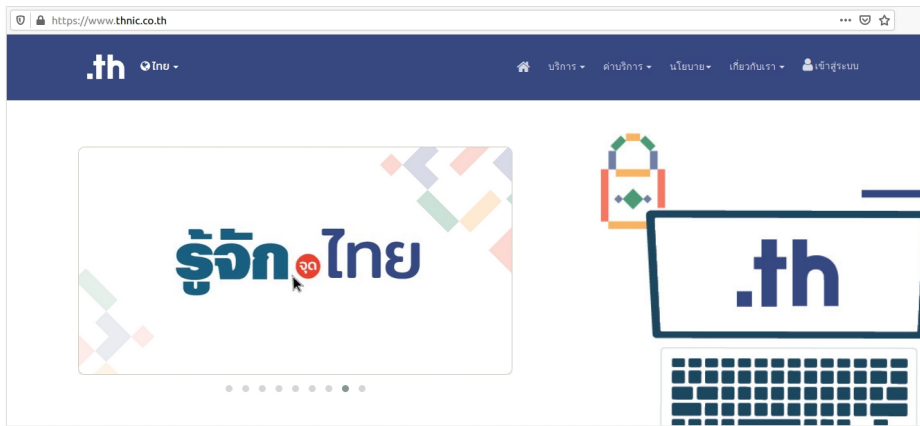 https://www.thnic.co.th
.th ไทย บริการ ค่าบริการ นโยบาย เกี่ยวกับเรา เข้าสู่ระบบ
รู้จัก จุด ไทย
.th